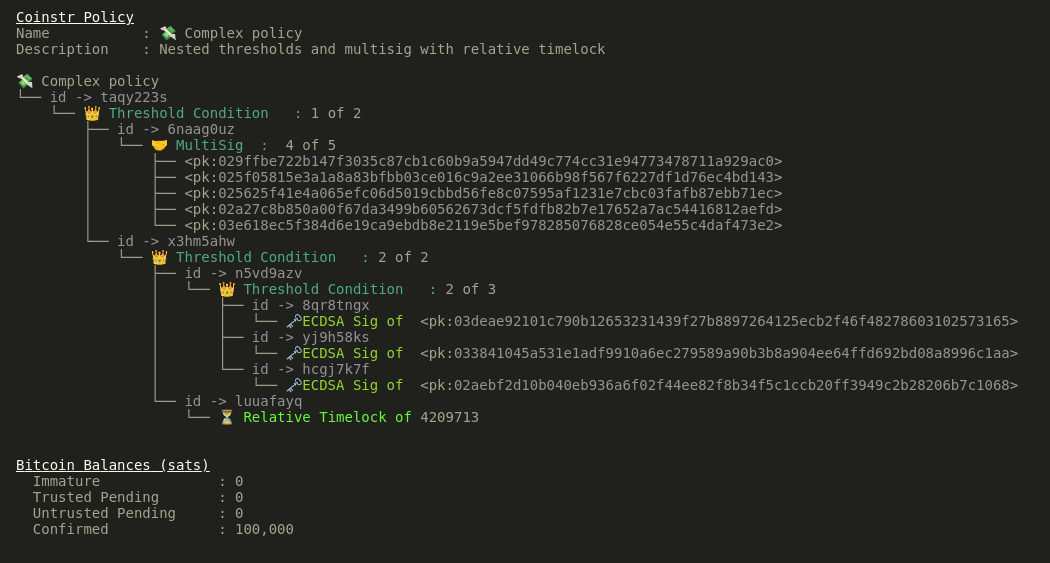 Coinstr Policy
Name           : 💸 Complex policy
Description    : Nested thresholds and multisig with relative timelock
💸 Complex policy
└── id -> taqy223s
    └── 👑 Threshold Condition   : 1 of 2
        ├── id -> 6naag0uz
        │   └── 🤝 MultiSig  :  4 of 5
        │       ├── <pk:029ffbe722b147f3035c87cb1c60b9a5947dd49c774cc31e94773478711a929ac0>
        │       ├── <pk:025f05815e3a1a8a83bfbb03ce016c9a2ee31066b98f567f6227df1d76ec4bd143>
        │       ├── <pk:025625f41e4a065efc06d5019cbbd56fe8c07595af1231e7cbc03fafb87ebb71ec>
        │       ├── <pk:02a27c8b850a00f67da3499b60562673dcf5fdfb82b7e17652a7ac54416812aefd>
        │       └── <pk:03e618ec5f384d6e19ca9ebdb8e2119e5bef978285076828ce054e55c4daf473e2>
        └── id -> x3hm5ahw
            └── 👑 Threshold Condition   : 2 of 2
                ├── id -> n5vd9azv
                │   └── 👑 Threshold Condition   : 2 of 3
                │       ├── id -> 8qr8tngx
                │       │   └── 🗝️ECDSA Sig of  <pk:03deae92101c790b12653231439f27b8897264125ecb2f46f48278603102573165>
                │       ├── id -> yj9h58ks
                │       │   └── 🗝️ECDSA Sig of  <pk:033841045a531e1adf9910a6ec279589a90b3b8a904ee64ffd692bd08a8996c1aa>
                │       └── id -> hcgj7k7f
                │           └── 🗝️ECDSA Sig of  <pk:02aebf2d10b040eb936a6f02f44ee82f8b34f5c1ccb20ff3949c2b28206b7c1068>
                └── id -> luuafayq
                    └── ⏳ Relative Timelock of 4209713
Bitcoin Balances (sats)
  Immature              : 0
  Trusted Pending       : 0
  Untrusted Pending     : 0
  Confirmed             : 100,000